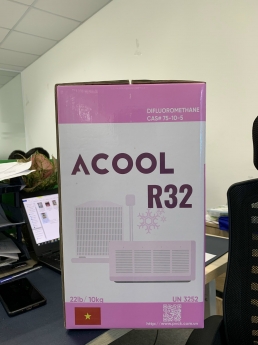 DIFLUOROMETHANE
CAS# 75-10-5
ACOOL
R32
22lb / 10kg
UN 3252